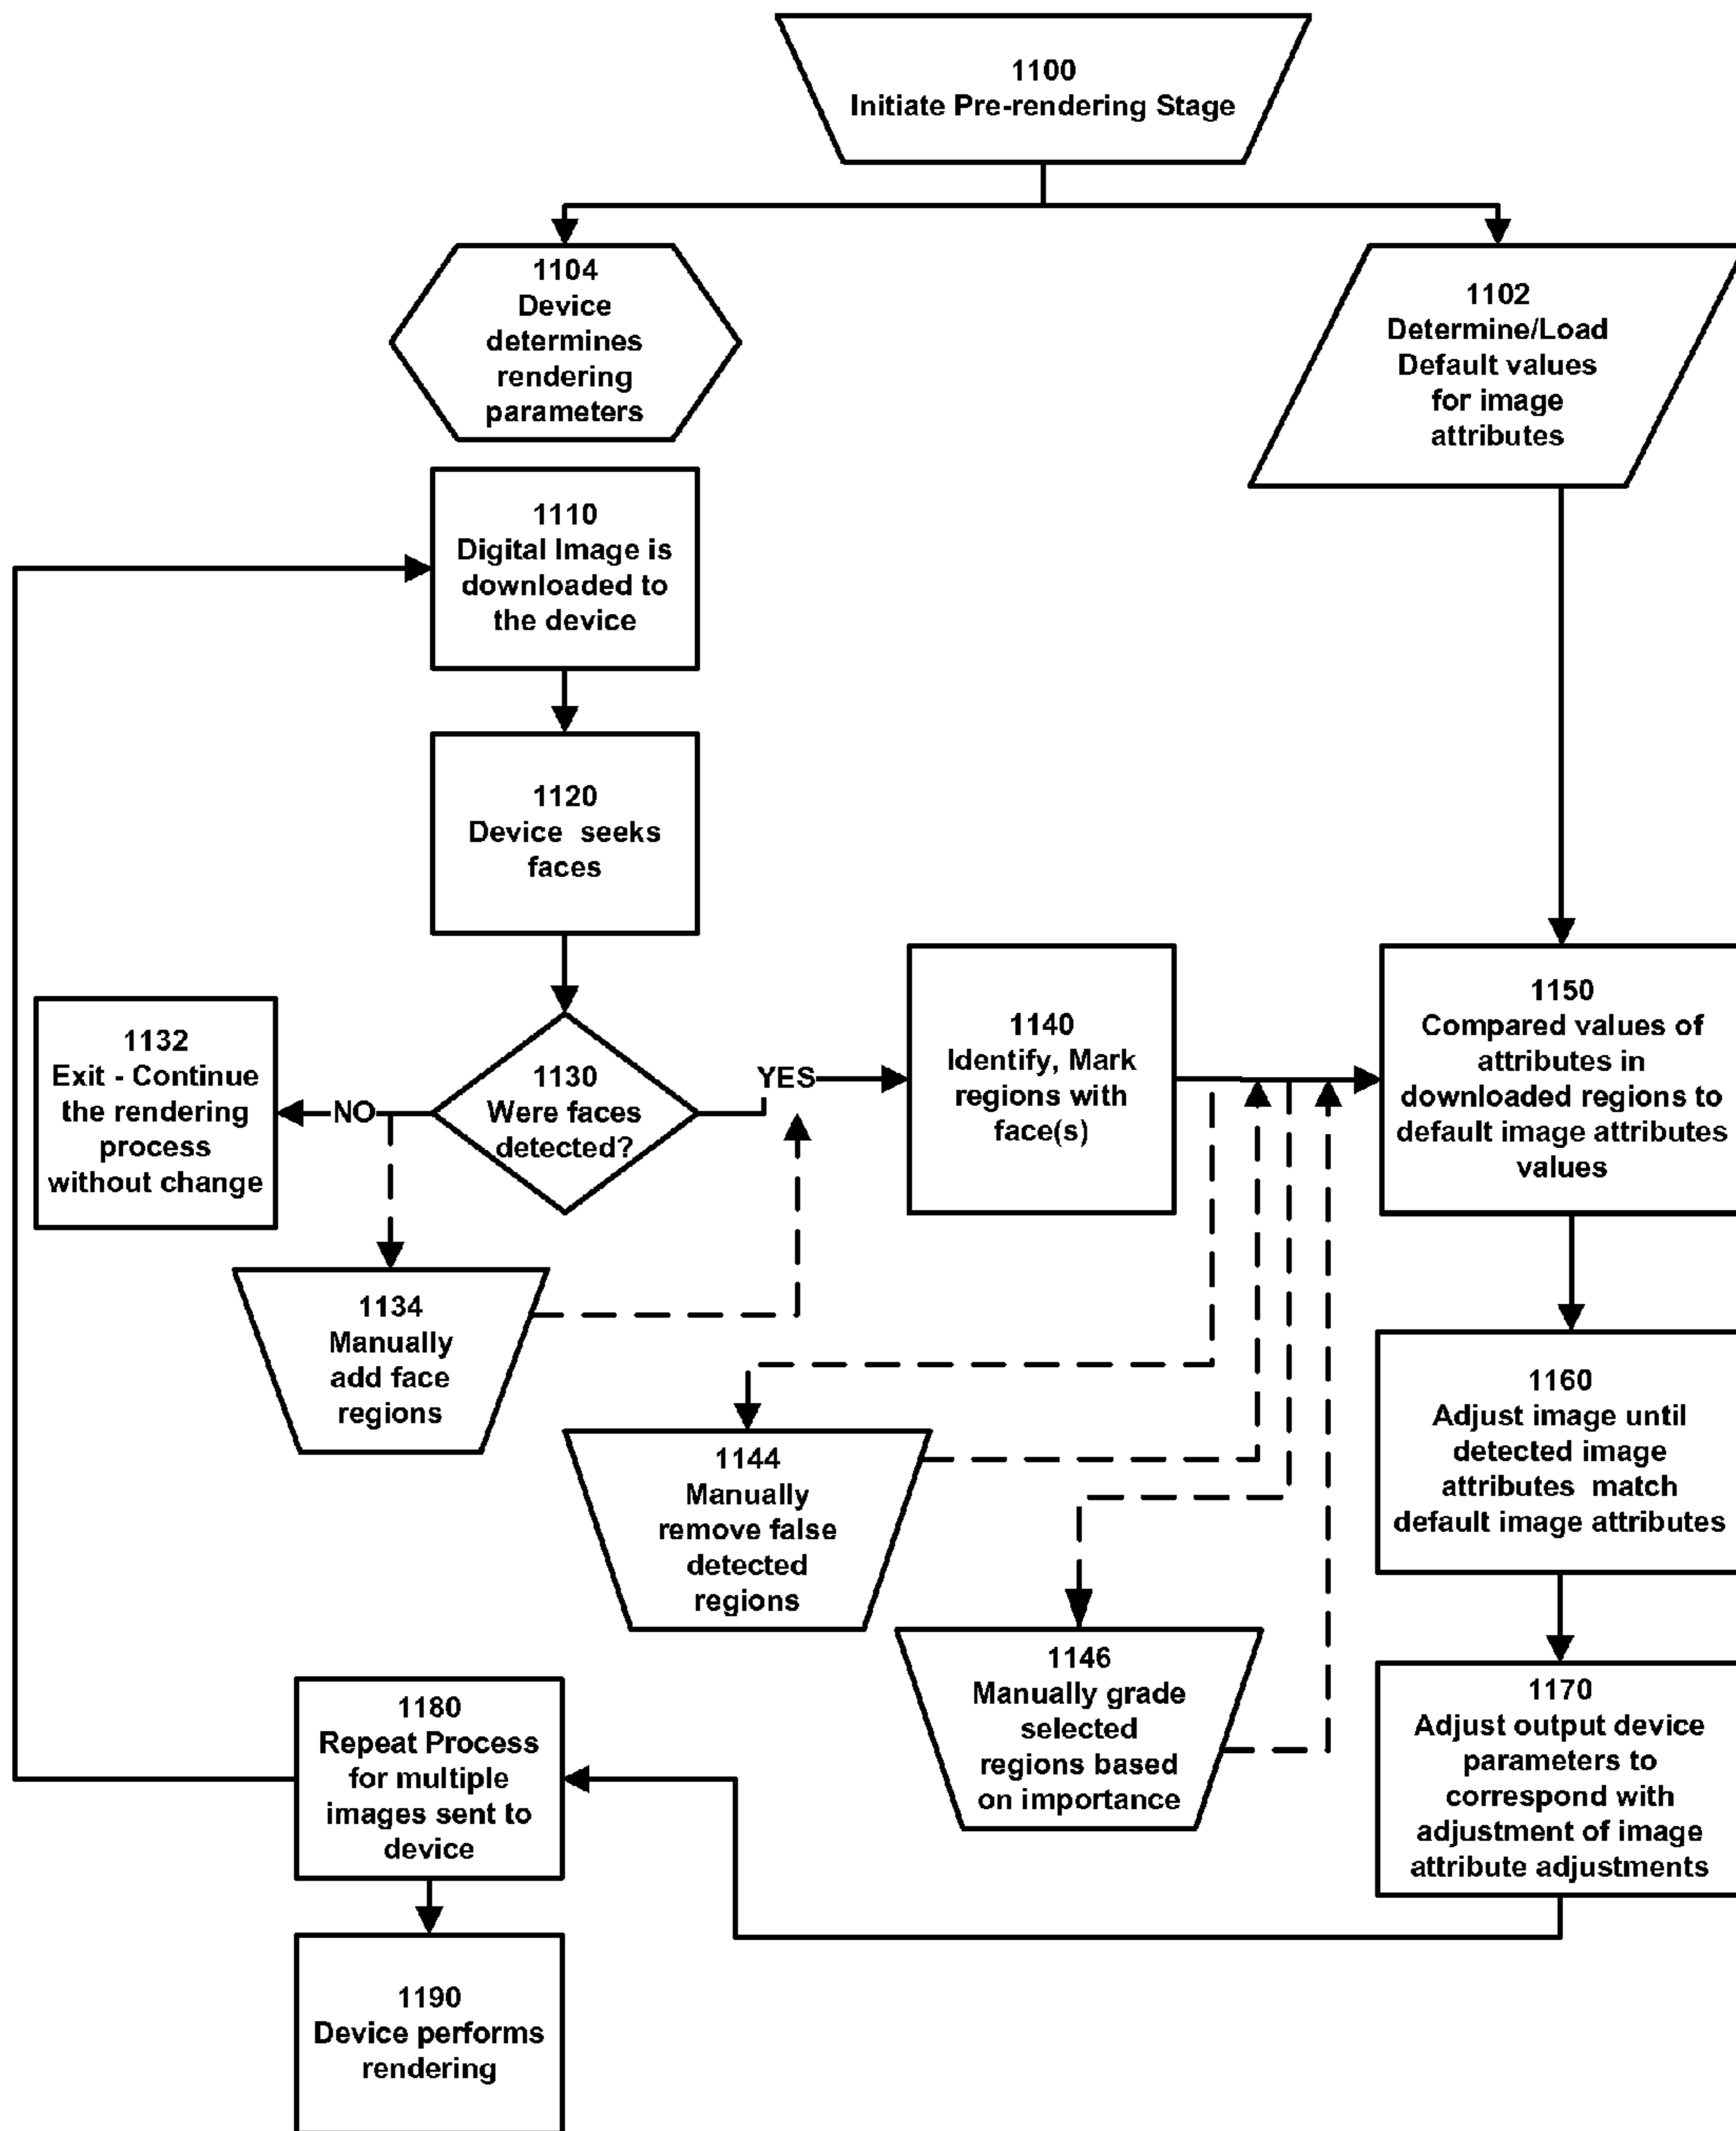 1100
Initiate Pre-rendering Stage
1104
Device
determines
rendering
parameters
1102
Determine/Load
Default values
for image
attributes
1110
Digital Image is
downloaded to
the device
1120
Device seeks
faces
1130
Were faces
detected?
NO
YES
1132
Exit - Continue
the rendering
process
without change
1134
Manually
add face
regions
1140
Identify, Mark
regions with
face(s)
1150
Compared values of
attributes in
downloaded regions to
default image attributes
values
1144
Manually
remove false
detected
regions
1146
Manually grade
selected
regions based
on importance
1160
Adjust image until
detected image
attributes match
default image attributes
1170
Adjust output device
parameters to
correspond with
adjustment of image
attribute adjustments
1180
Repeat Process
for multiple
images sent to
device
1190
Device performs
rendering